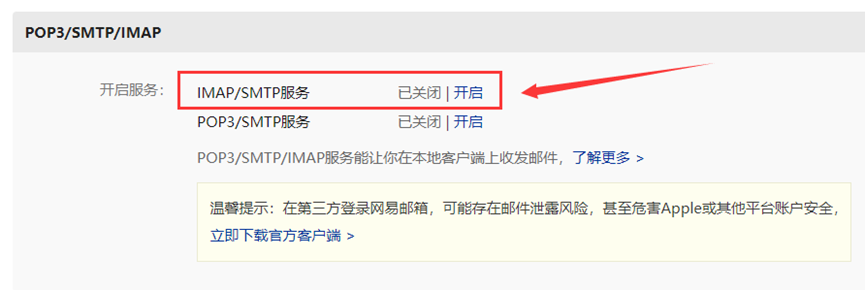 POP3/SMTP/IMAP
开启服务： IMAP/SMTP服务 已关闭 | 开启
POP3/SMTP服务 已关闭 | 开启
POP3/SMTP/IMAP服务能让你在本地客户端上收发邮件，了解更多 >
温馨提示：在第三方登录网易邮箱，可能存在邮件泄露风险，甚至危害Apple或其他平台账户安全，
立即下载官方客户端 >